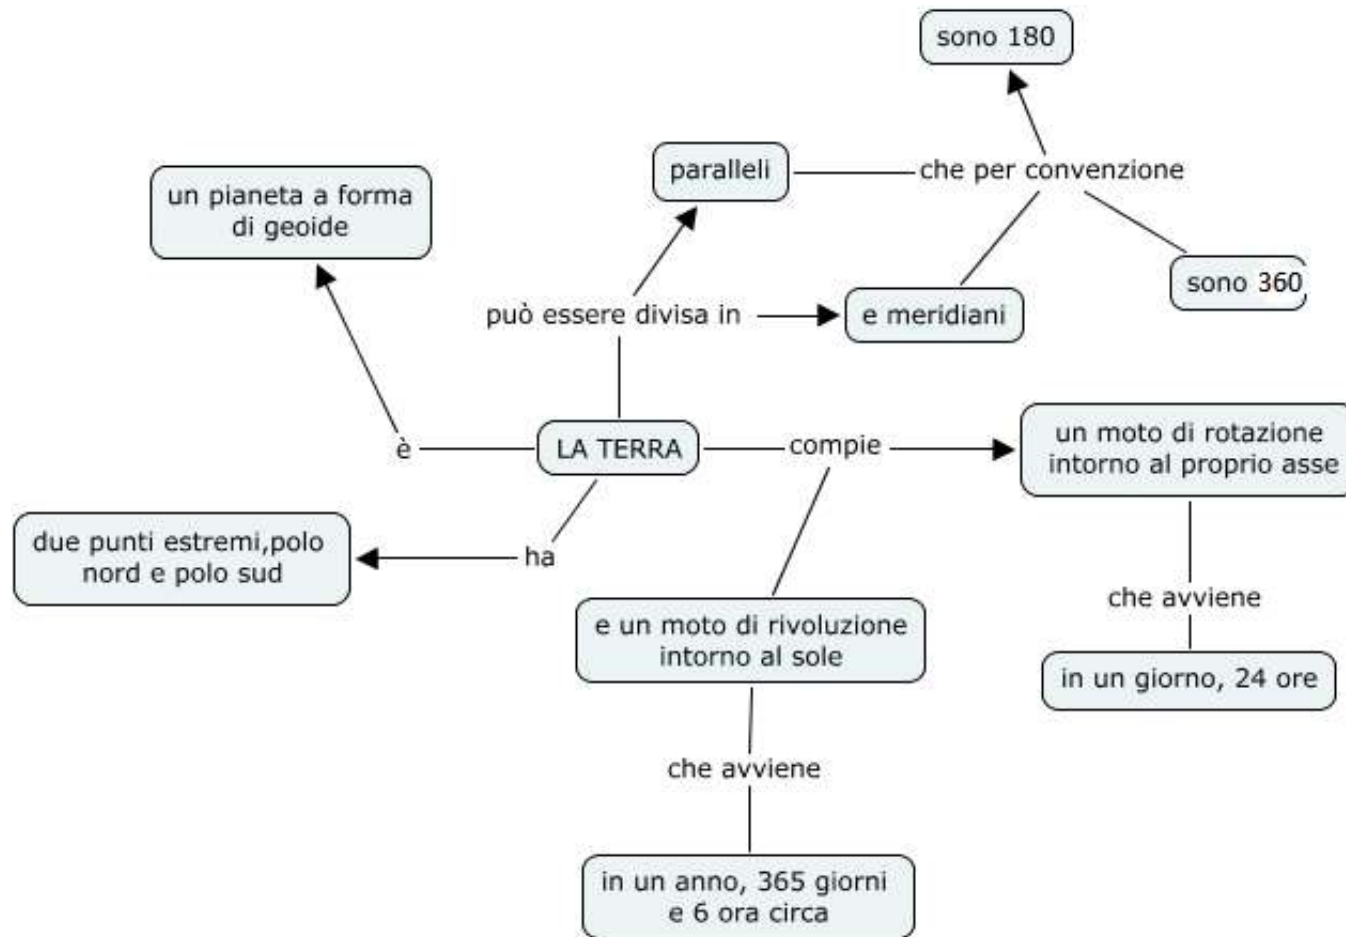 sono 180
paralleli
che per convenzione
un pianeta a forma
di geoide
sono 360
può essere divisa in
e meridiani
LA TERRA
è
compie
un moto di rotazione
intorno al proprio asse
due punti estremi,polo
nord e polo sud
ha
che avviene
e un moto di rivoluzione
intorno al sole
in un giorno, 24 ore
che avviene
in un anno, 365 giorni
e 6 ora circa